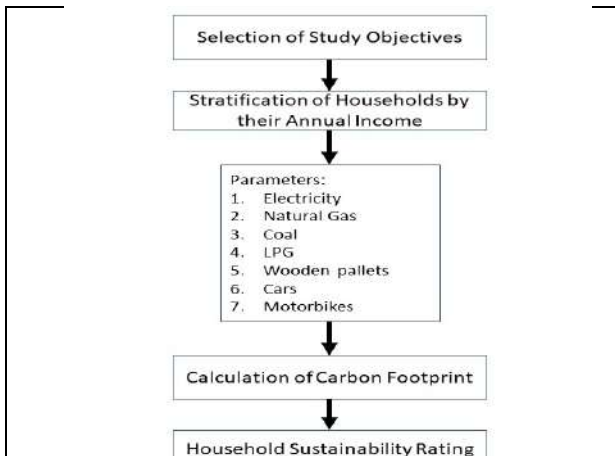 Selection of Study Objectives
Stratification of Households by
their Annual Income
Parameters:
1. Electricity
2. Natural Gas
3. Coal
4. LPG
5. Wooden pallets
6. Cars
7. Motorbikes
Calculation of Carbon Footprint
Household Sustainability Rating